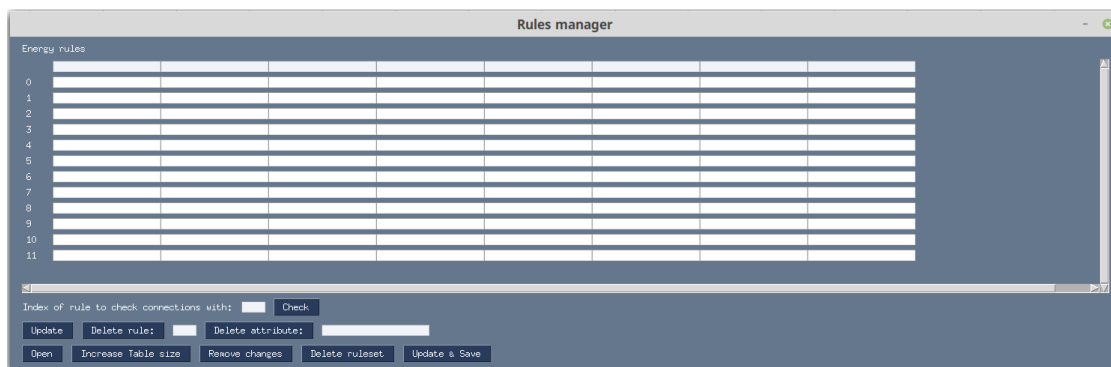 Rules manager
Energy rules
0
1
2
3
4
5
6
7
8
9
10
11
Index of rule to check connections with: Check
Update Delete rule: Delete attribute:
Open Increase Table size Remove changes Delete ruleset Update & Save